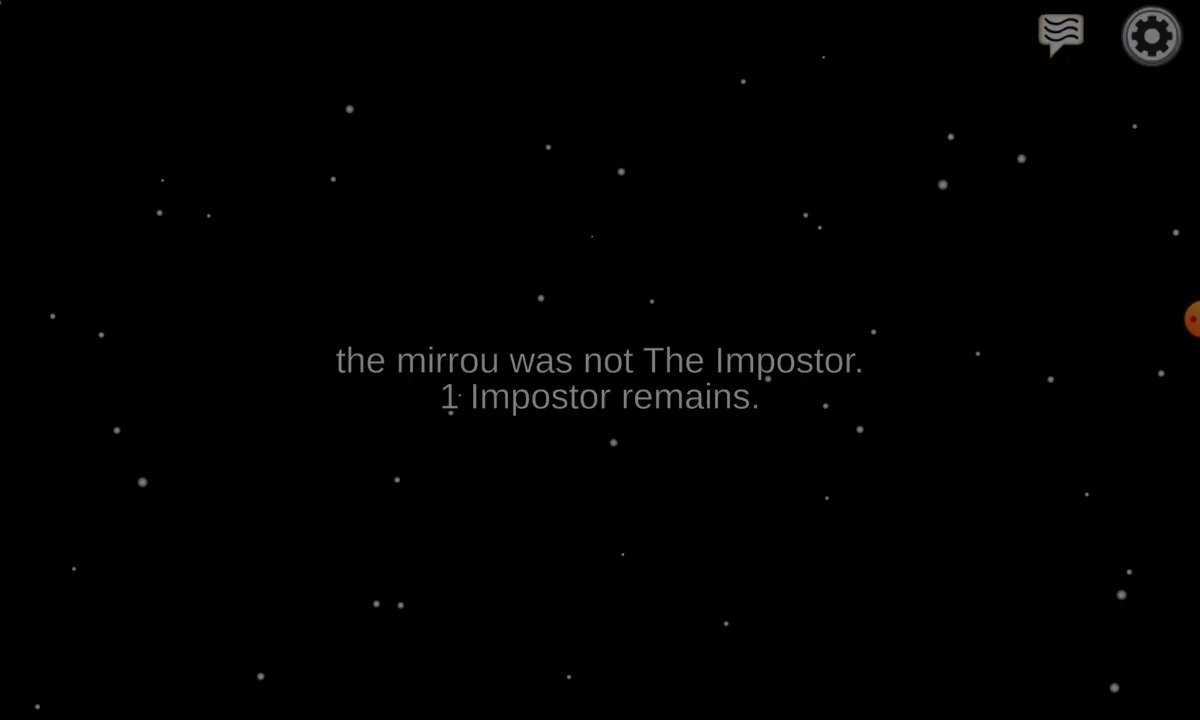 the mirrou was not The Impostor.
1 Impostor remains.